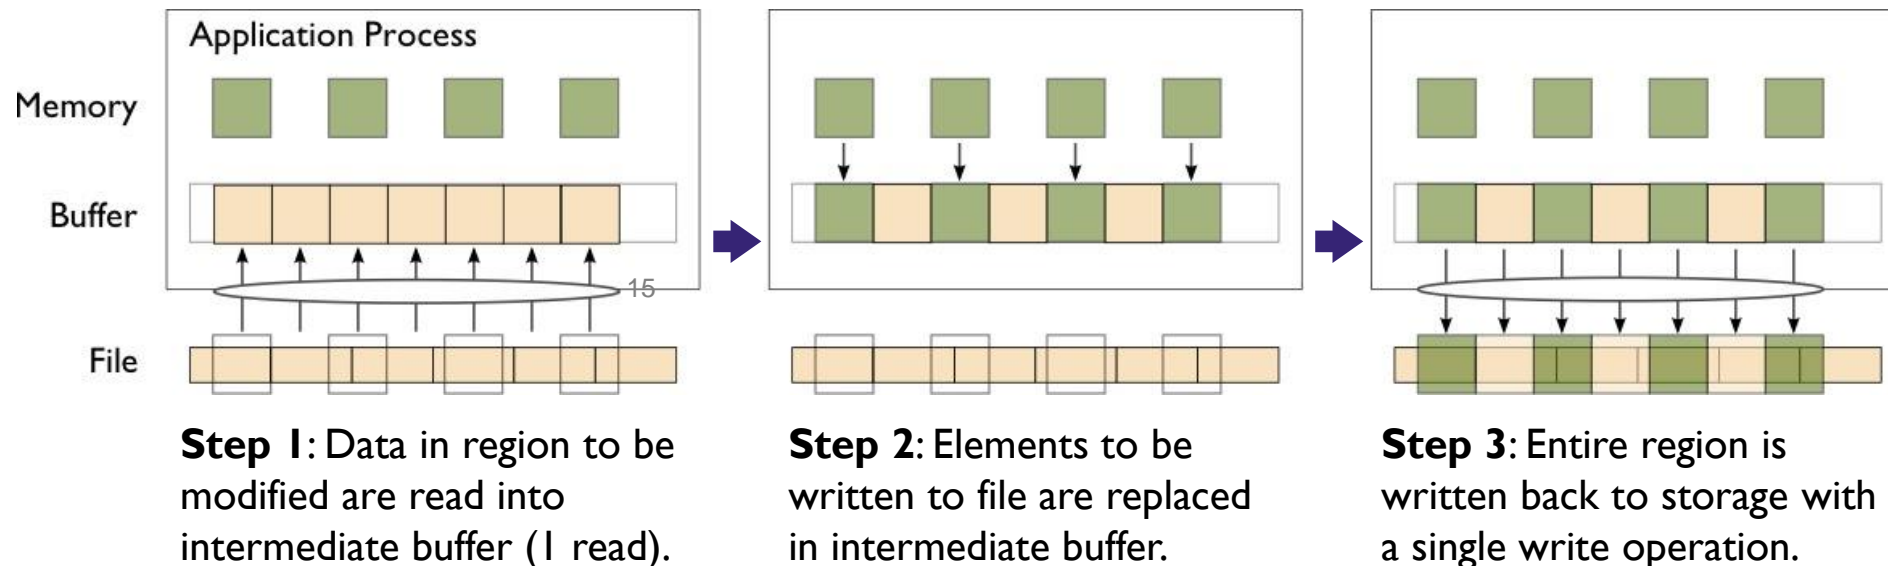 Application Process
Memory
Buffer
15
File
Step 1: Data in region to be
modified are read into
intermediate buffer (1 read).
Step 2: Elements to be
written to file are replaced
in intermediate buffer.
Step 3: Entire region is
written back to storage with
a single write operation.